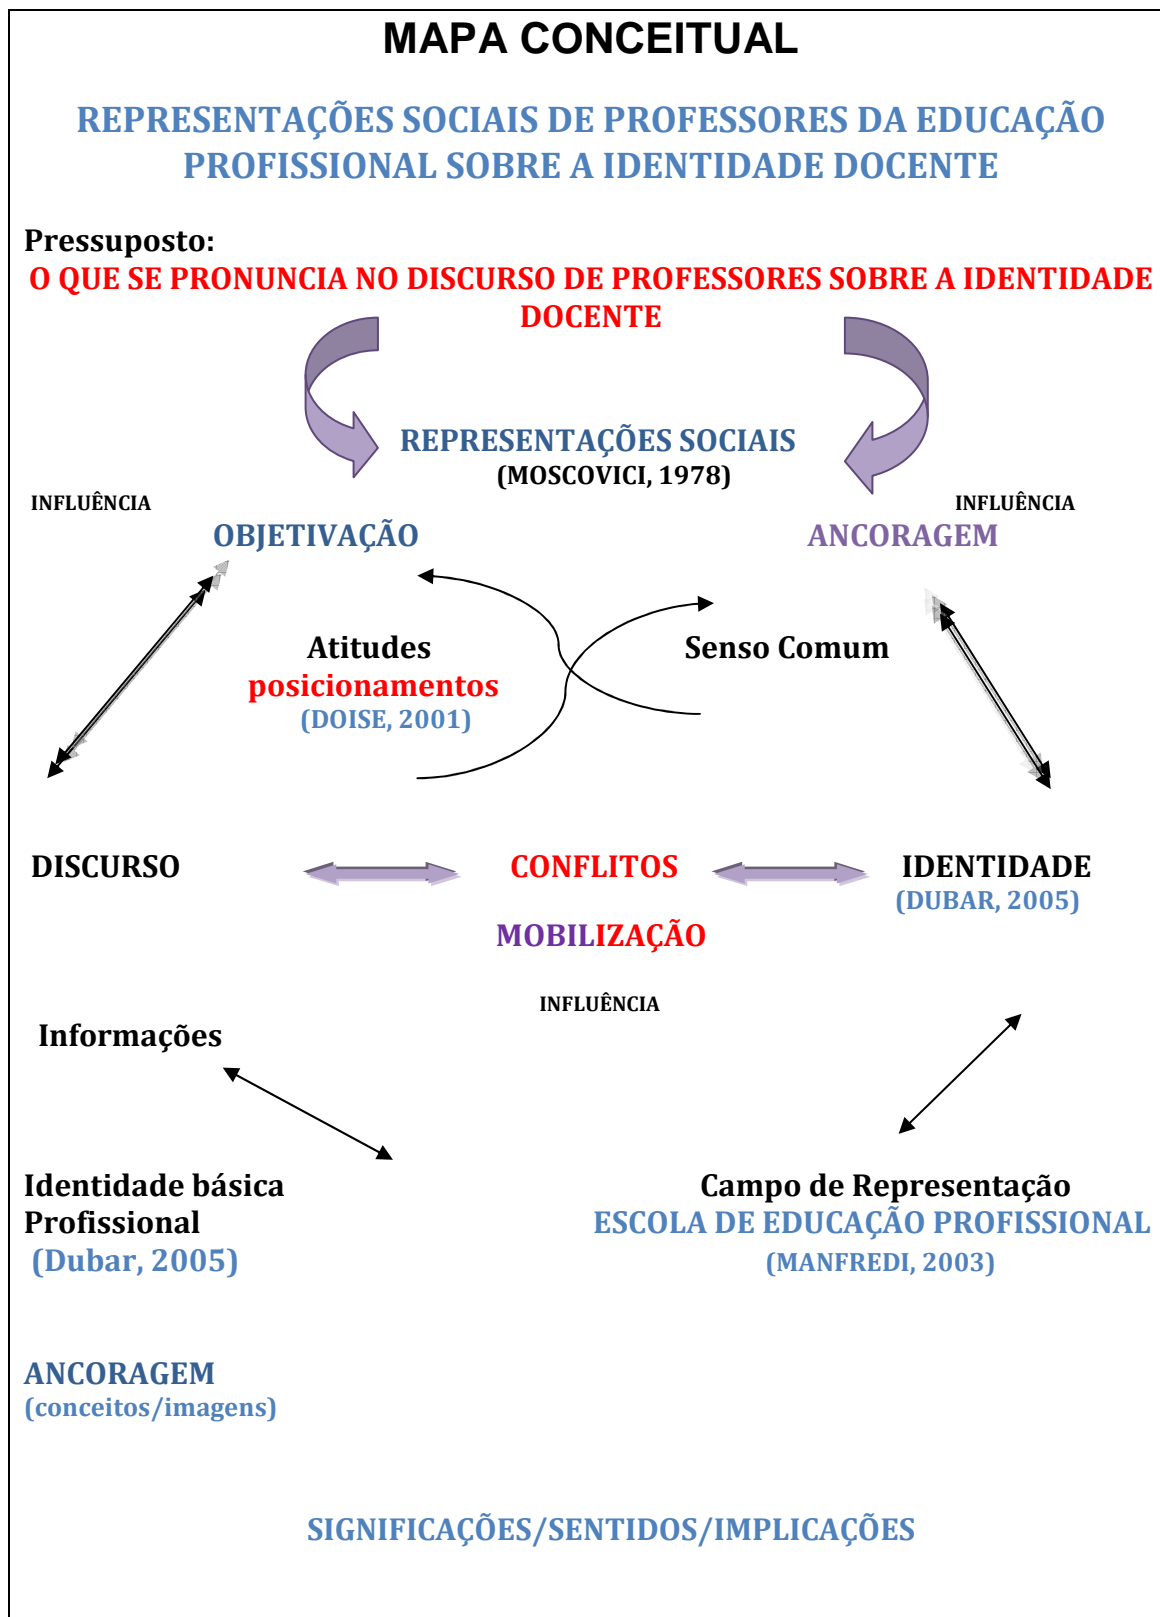 MAPA CONCEITUAL
REPRESENTAÇÕES SOCIAIS DE PROFESSORES DA EDUCAÇÃO
PROFISSIONAL SOBRE A IDENTIDADE DOCENTE
Pressuposto:
O QUE SE PRONUNCIA NO DISCURSO DE PROFESSORES SOBRE A IDENTIDADE
DOCENTE
REPRESENTAÇÕES SOCIAIS
(MOSCOVICI, 1978)
INFLUÊNCIA
INFLUÊNCIA
OBJETIVAÇÃO
ANCORAGEM
Atitudes
posicionamentos
(DOISE, 2001)
Senso Comum
DISCURSO
CONFLITOS
IDENTIDADE
(DUBAR, 2005)
MOBILIZAÇÃO
INFLUÊNCIA
Informações
Identidade básica
Profissional
(Dubar, 2005)
Campo de Representação
ESCOLA DE EDUCAÇÃO PROFISSIONAL
(MANFREDI, 2003)
ANCORAGEM
(conceitos/imagens)
SIGNIFICAÇÕES/SENTIDOS/IMPLICAÇÕES